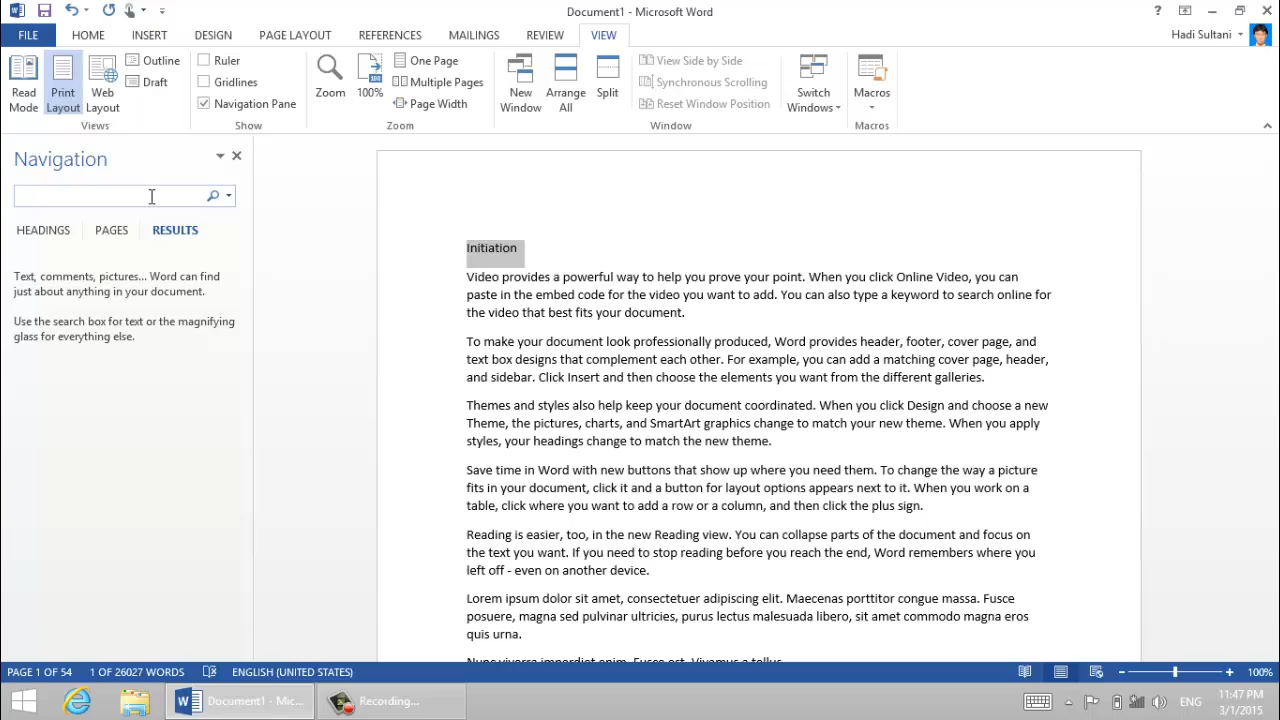 Document1 - Microsoft Word
?
FILE HOME INSERT DESIGN PAGE LAYOUT REFERENCES MAILINGS REVIEW VIEW Hadi Sultani
Read Mode
Print Layout
Web Layout
Outline
Draft
Views
Ruler
Gridlines
Navigation Pane
Show
Zoom
100%
One Page
Multiple Pages
Page Width
Zoom
New Window
Arrange All
Split
View Side by Side
Synchronous Scrolling
Reset Window Position
Window
Switch Windows
Macros
Macros
Navigation
HEADINGS PAGES RESULTS
Text, comments, pictures... Word can find
just about anything in your document.
Use the search box for text or the magnifying
glass for everything else.
Initiation
Video provides a powerful way to help you prove your point. When you click Online Video, you can
paste in the embed code for the video you want to add. You can also type a keyword to search online for
the video that best fits your document.
To make your document look professionally produced, Word provides header, footer, cover page, and
text box designs that complement each other. For example, you can add a matching cover page, header,
and sidebar. Click Insert and then choose the elements you want from the different galleries.
Themes and styles also help keep your document coordinated. When you click Design and choose a new
Theme, the pictures, charts, and SmartArt graphics change to match your new theme. When you apply
styles, your headings change to match the new theme.
Save time in Word with new buttons that show up where you need them. To change the way a picture
fits in your document, click it and a button for layout options appears next to it. When you work on a
table, click where you want to add a row or a column, and then click the plus sign.
Reading is easier, too, in the new Reading view. You can collapse parts of the document and focus on
the text you want. If you need to stop reading before you reach the end, Word remembers where you
left off - even on another device.
Lorem ipsum dolor sit amet, consectetuer adipiscing elit. Maecenas porttitor congue massa. Fusce
posuere, magna sed pulvinar ultricies, purus lectus malesuada libero, sit amet commodo magna eros
quis urna.
Nunc viverra imperdiet enim. Fusce est. Vivamus a tellus.
PAGE 1 OF 54 1 OF 26027 WORDS ENGLISH (UNITED STATES) 100%
Document1 - Mic...
Recording...
ENG
11:47 PM
3/1/2015